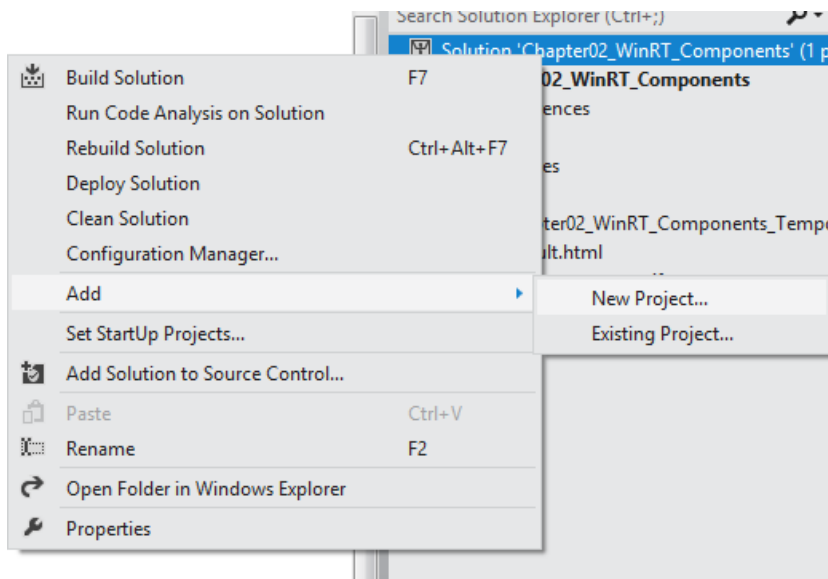 Search Solution Explorer (Ctrl+;)
Solution 'Chapter02_WinRT_Components' (1 p
Build Solution F7
02_WinRT_Components
Run Code Analysis on Solution
ences
Rebuild Solution Ctrl+Alt+F7
es
Deploy Solution
Clean Solution
ter02_WinRT_Components_Tempo
Configuration Manager...
ult.html
Add
New Project...
Set StartUp Projects...
Existing Project...
Add Solution to Source Control...
Paste Ctrl+V
Rename F2
Open Folder in Windows Explorer
Properties